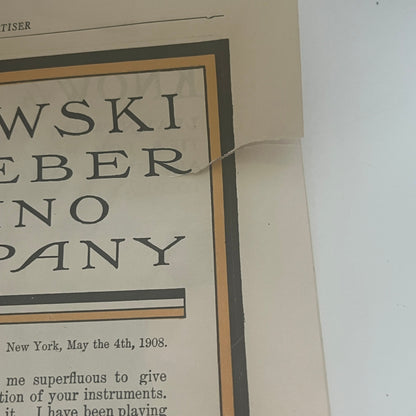 TISER
WSKI
EBER
NO
PANY
New York, May the 4th, 1908.
me superfluous to give
tion of your instruments.
it. I have been playing